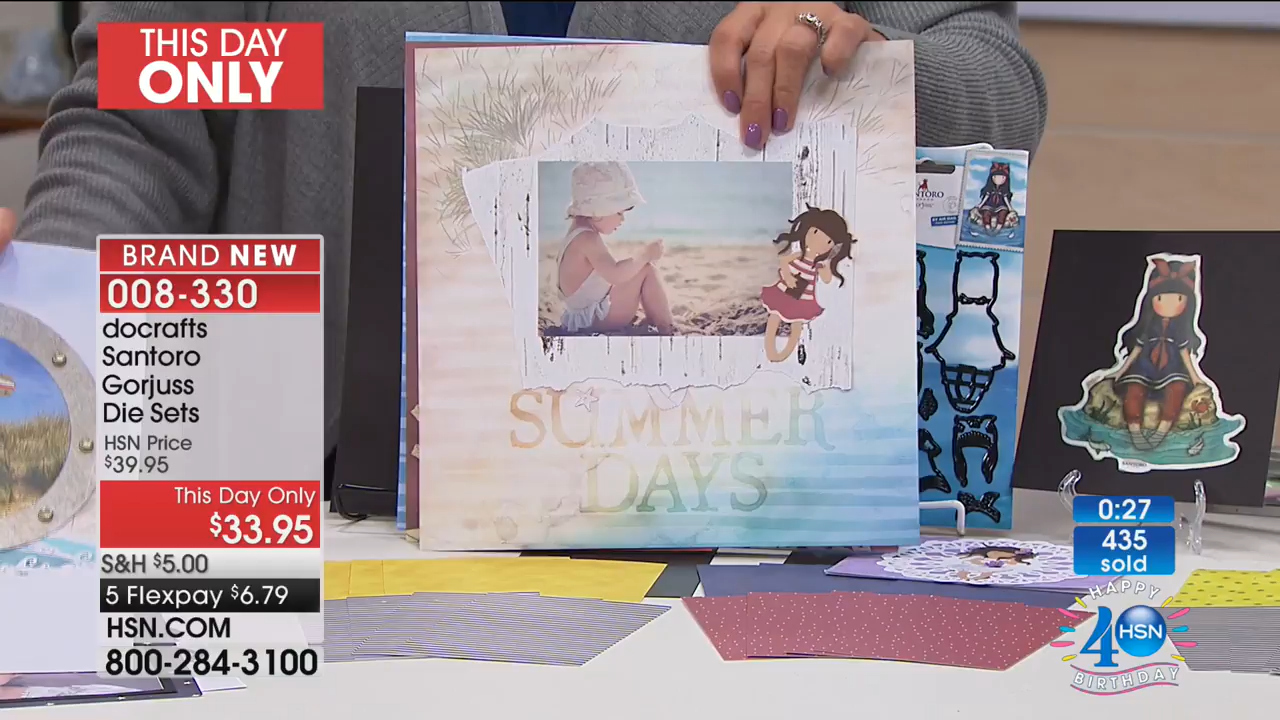 THIS DAY
ONLY
BRAND NEW
008-330
docrafts
Santoro
Gorjuss
Die Sets
HSN Price
$39.95
This Day Only
$33.95
S&H $5.00
5 Flexpay $6.79
HSN.COM
800-284-3100
SUMMER
DAYS
SANTORO
0:27
435
sold
HAPPY
40 HSN
BIRTHDAY